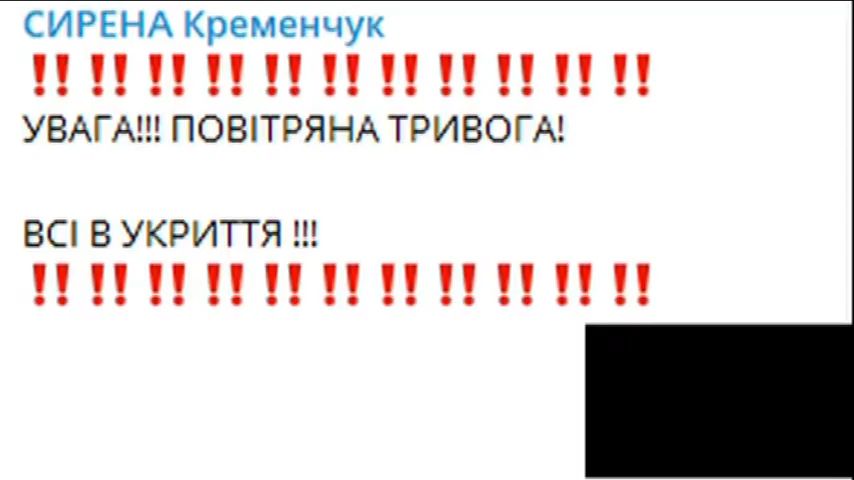 СИРЕНА Кременчук
‼️‼️‼️‼️‼️‼️‼️‼️‼️‼️‼️
УВАГА!!! ПОВІТРЯНА ТРИВОГА!
ВСІ В УКРИТТЯ !!!
‼️‼️‼️‼️‼️‼️‼️‼️‼️‼️‼️